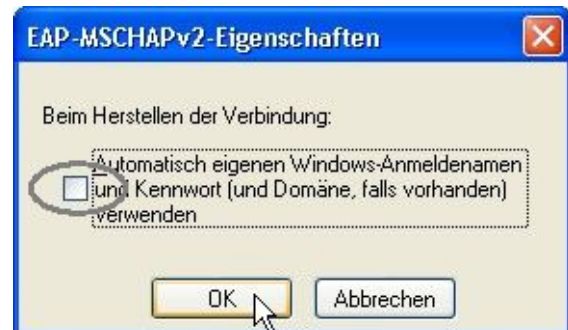 EAP-MSCHAPv2-Eigenschaften
Beim Herstellen der Verbindung:
Automatisch eigenen Windows-Anmeldenamen
und Kennwort (und Domäne, falls vorhanden)
verwenden
OK Abbrechen